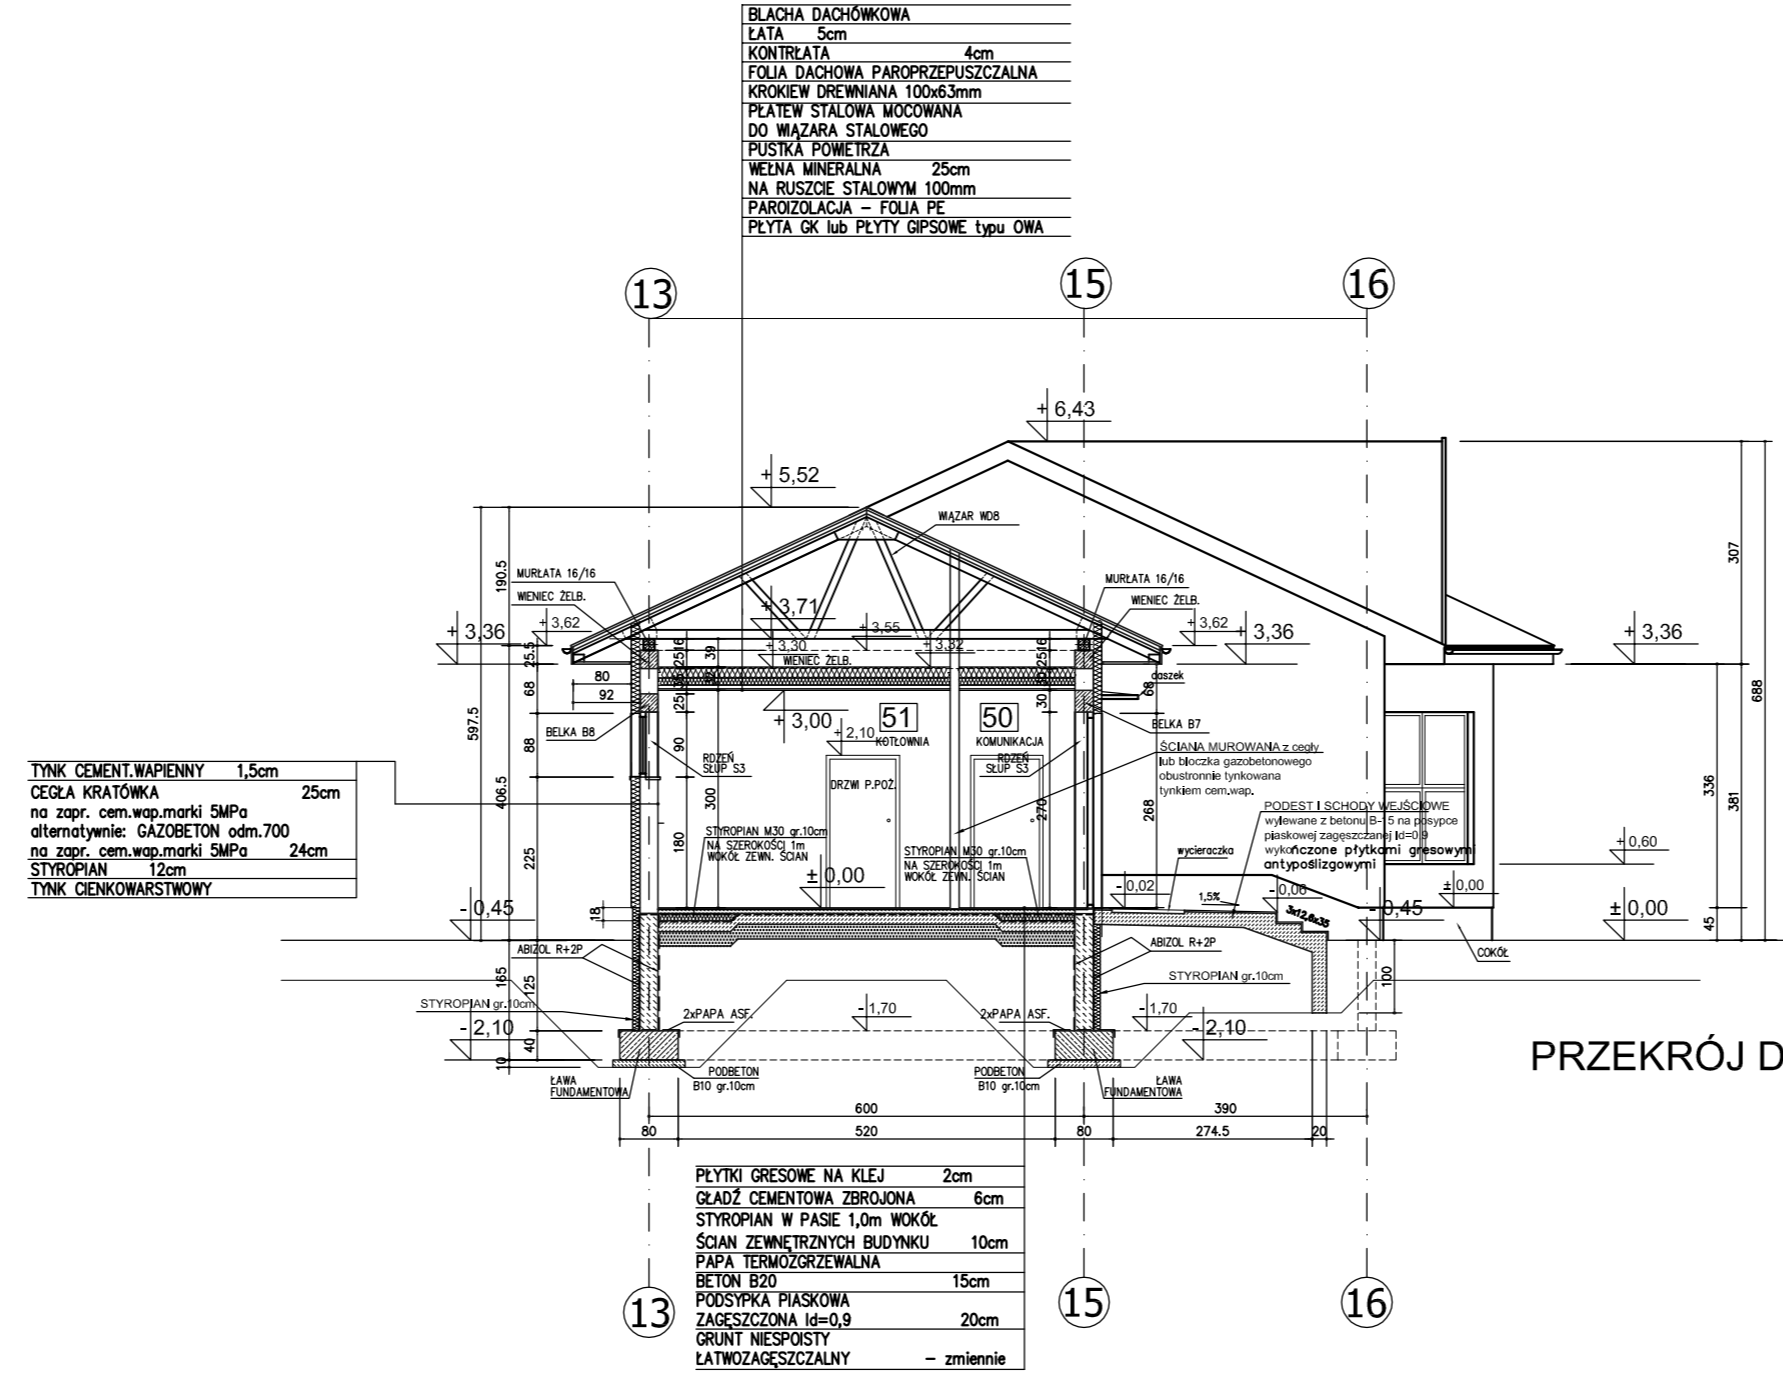 BLACHA DACHÓWKOWA
ŁATA 5cm
KONTRŁATA 4cm
FOLIA DACHOWA PAROPRZEPUSZCZALNA
KROKIEW DREWNIANA 100x63mm
PŁATEW STALOWA MOCOWANA
DO WIĄZARA STALOWEGO
PUSTKA POWIETRZA
WEŁNA MINERALNA 25cm
NA RUSZCIE STALOWYM 100mm
PAROIZOLACJA – FOLIA PE
PŁYTA GK lub PŁYTY GIPSOWE typu OWA
13
15
16
+ 6,43
+ 5,52
WIĄZAR WD8
190.5
307
MURŁATA 16/16
WIENIEC ŻELB.
MURŁATA 16/16
WIENIEC ŻELB.
+ 3,71
+ 3,36
+ 3,62
+ 3,55
+ 3,30
+ 3,32
WIENIEC ŻELB.
+ 3,62
+ 3,36
+ 3,36
25.5
2516
39
2516
80
92
68
25
30
68
daszek
688
597.5
+ 3,00
51
KOTŁOWNIA
50
KOMUNIKACJA
BELKA B8
BELKA B7
+ 2,10
88
90
RDZEŃ
SŁUP S3
RDZEŃ
SŁUP S3
DRZWI P.POŻ.
ŚCIANA MUROWANA z cegły
lub bloczka gazobetonowego
obustronnie tynkowana
tynkiem cem.wap.
TYNK CEMENT.WAPIENNY 1,5cm
CEGŁA KRATÓWKA 25cm
na zapr. cem.wap.marki 5MPa
alternatywnie: GAZOBETON odm.700
na zapr. cem.wap.marki 5MPa 24cm
STYROPIAN 12cm
TYNK CIENKOWARSTWOWY
406.5
300
270
268
336
381
225
180
PODEST I SCHODY WEJŚCIOWE
wylewane z betonu B-15 na posypce
piaskowej zagęszczanej Id=0,9
wykończone płytkami gresowymi
antypoślizgowymi
STYROPIAN M30 gr.10cm
NA SZEROKOŚCI 1m
WOKÓŁ ZEWN. ŚCIAN
STYROPIAN M30 gr.10cm
NA SZEROKOŚCI 1m
WOKÓŁ ZEWN. ŚCIAN
wycieraczka
+ 0,60
± 0,00
- 0,02
1,5%
- 0,06
± 0,00
± 0,00
- 0,45
18
3x12,8x35
- 0,45
45
ABIZOL R+2P
ABIZOL R+2P
COKÓŁ
165
125
100
STYROPIAN gr.10cm
STYROPIAN gr.10cm
- 2,10
2xPAPA ASF.
- 1,70
2xPAPA ASF.
- 1,70
- 2,10
40
10
ŁAWA
FUNDAMENTOWA
PODBETON
B10 gr.10cm
PODBETON
B10 gr.10cm
ŁAWA
FUNDAMENTOWA
PRZEKRÓJ D
600
390
80
520
80
274.5
20
PŁYTKI GRESOWE NA KLEJ 2cm
GŁADŹ CEMENTOWA ZBROJONA 6cm
STYROPIAN W PASIE 1,0m WOKÓŁ
ŚCIAN ZEWNĘTRZNYCH BUDYNKU 10cm
PAPA TERMOZGRZEWALNA
BETON B20 15cm
PODSYPKA PIASKOWA
ZAGĘSZCZONA Id=0,9 20cm
GRUNT NIESPOISTY
ŁATWOZAGĘSZCZALNY – zmiennie
13
15
16